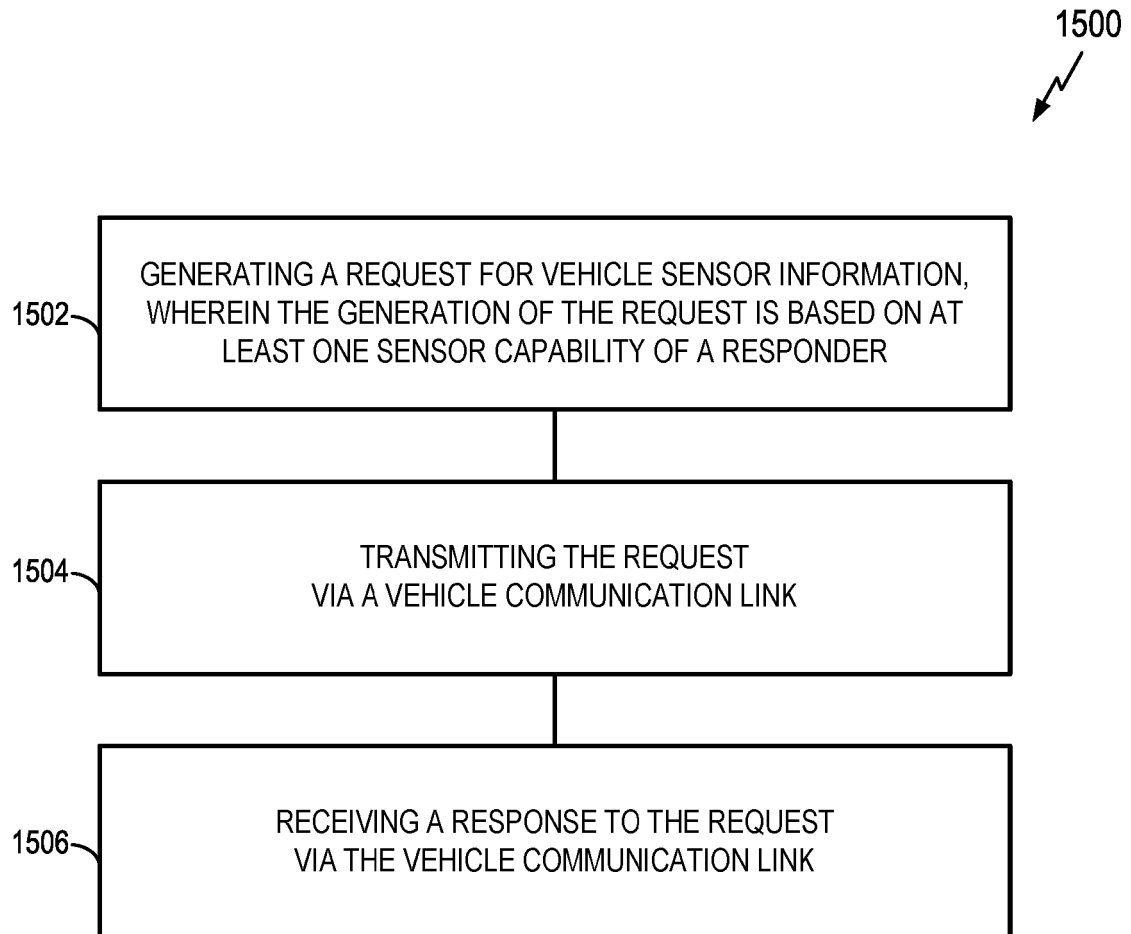 1500
GENERATING A REQUEST FOR VEHICLE SENSOR INFORMATION,
1502
WHEREIN THE GENERATION OF THE REQUEST IS BASED ON AT
LEAST ONE SENSOR CAPABILITY OF A RESPONDER
TRANSMITTING THE REQUEST
1504
VIA A VEHICLE COMMUNICATION LINK
RECEIVING A RESPONSE TO THE REQUEST
1506
VIA THE VEHICLE COMMUNICATION LINK